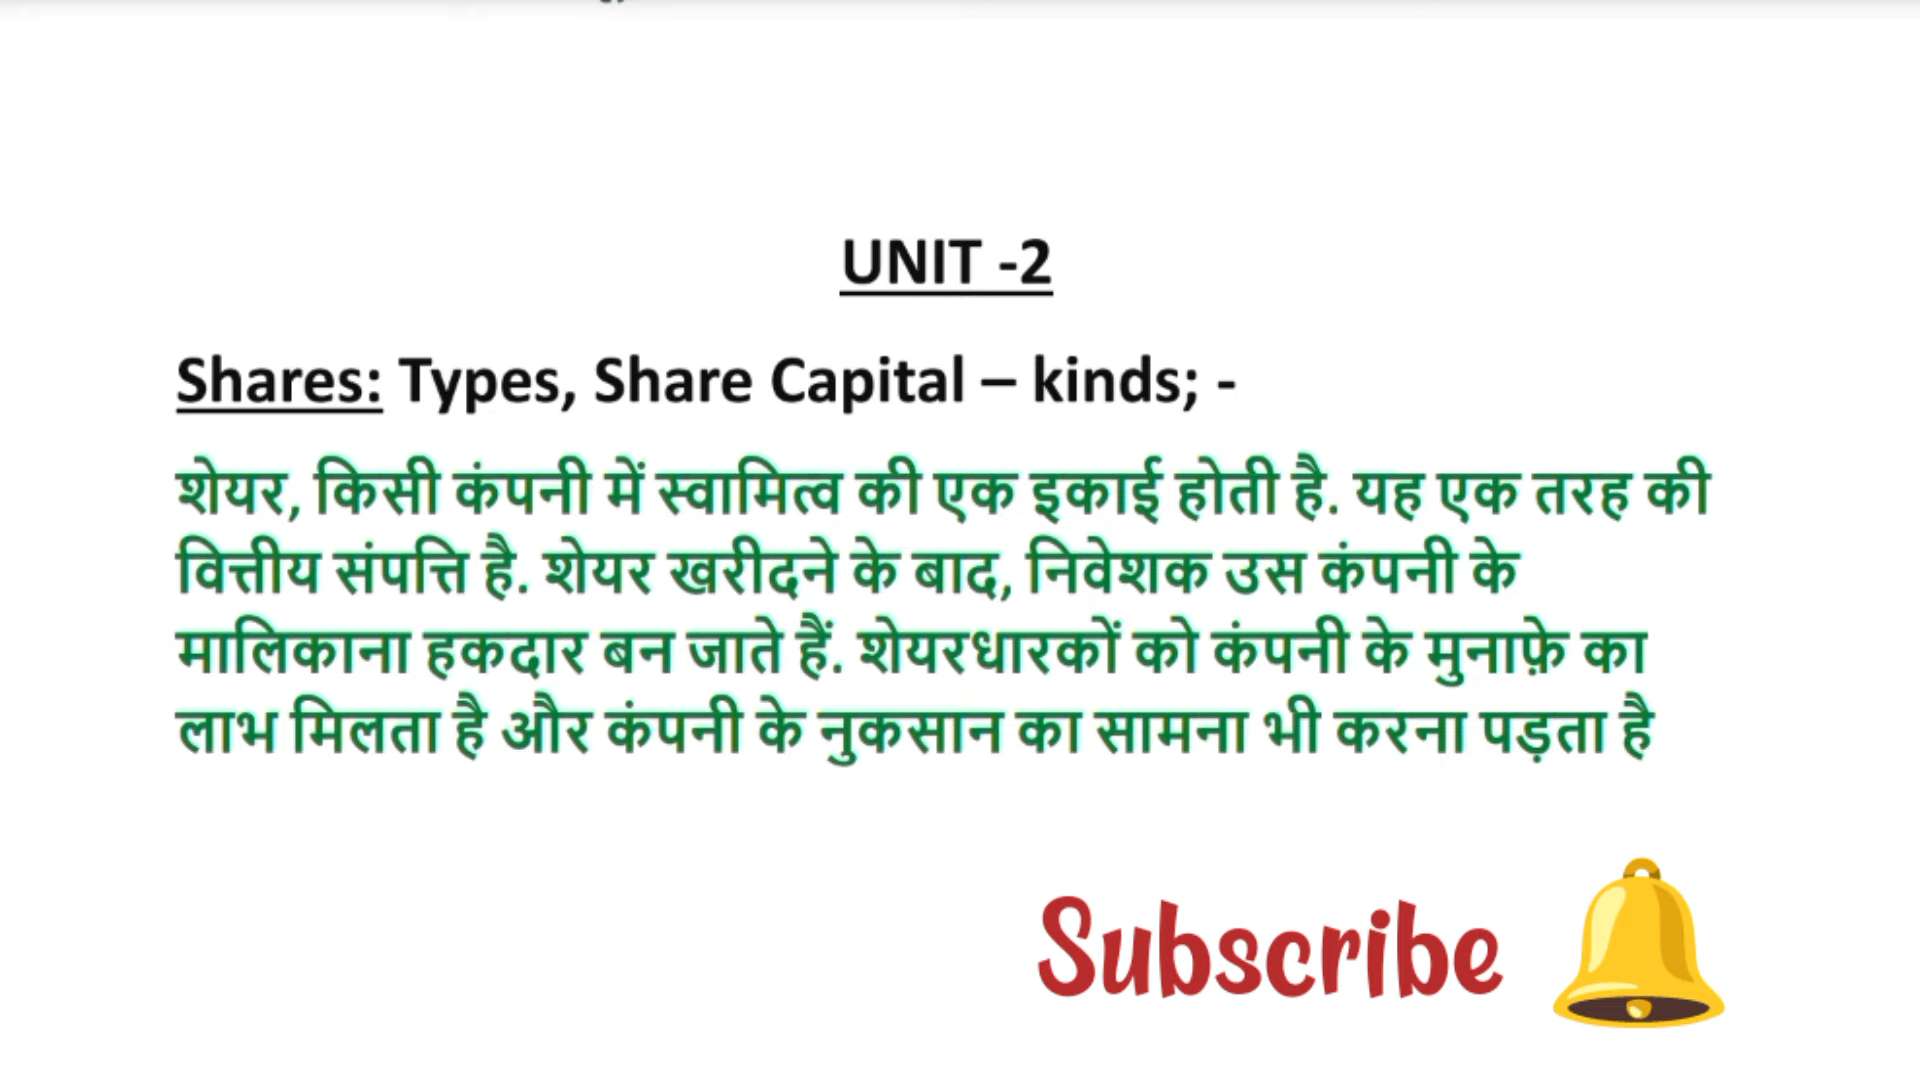 UNIT -2
Shares: Types, Share Capital – kinds; -
शेयर, किसी कंपनी में स्वामित्व की एक इकाई होती है. यह एक तरह की
वित्तीय संपत्ति है. शेयर खरीदने के बाद, निवेशक उस कंपनी के
मालिकाना हकदार बन जाते हैं. शेयरधारकों को कंपनी के मुनाफ़े का
लाभ मिलता है और कंपनी के नुकसान का सामना भी करना पड़ता है
Subscribe